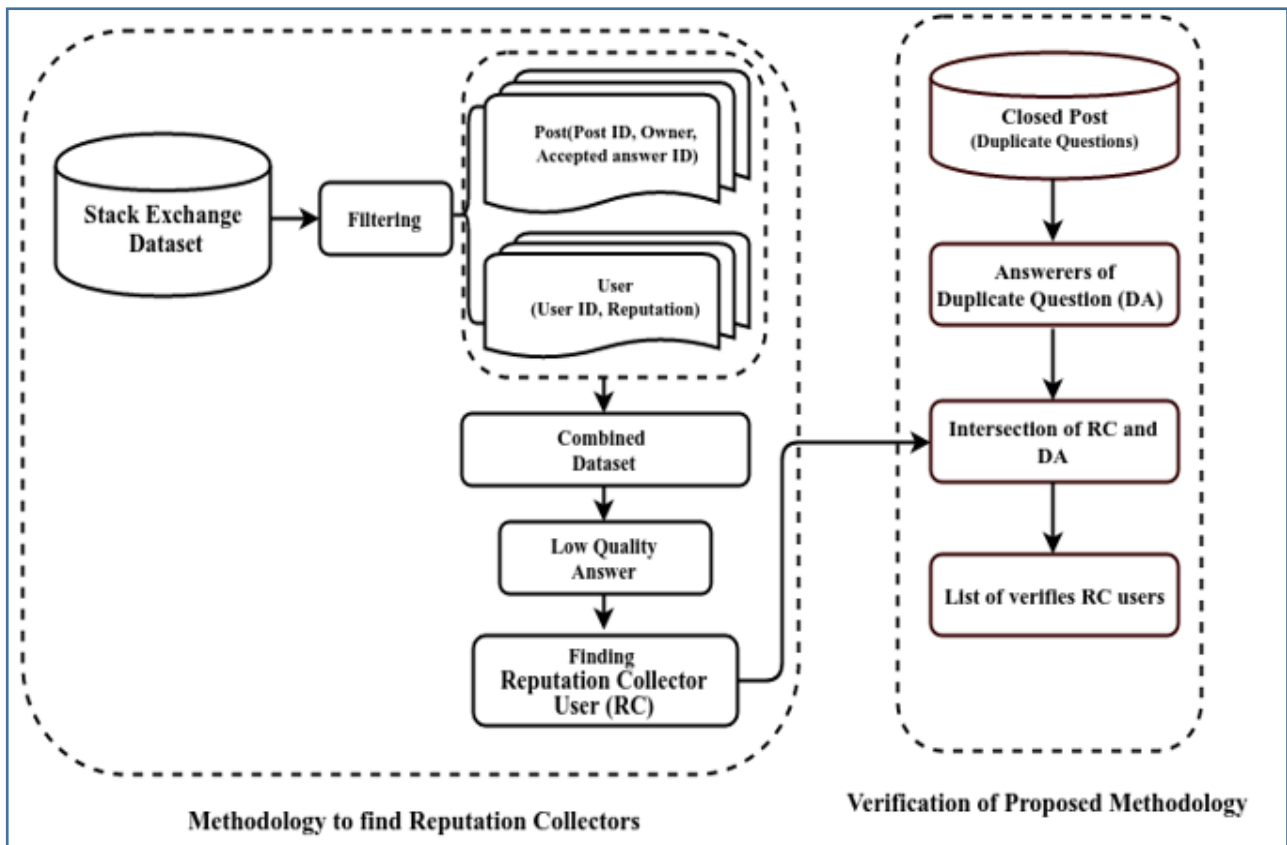 Stack Exchange
Dataset
Filtering
Post(Post ID, Owner,
Accepted answer ID)
User
(User ID, Reputation)
Combined
Dataset
Low Quality
Answer
Finding
Reputation Collector
User (RC)
Methodology to find Reputation Collectors
Closed Post
(Duplicate Questions)
Answerers of
Duplicate Question (DA)
Intersection of RC and
DA
List of verifies RC users
Verification of Proposed Methodology